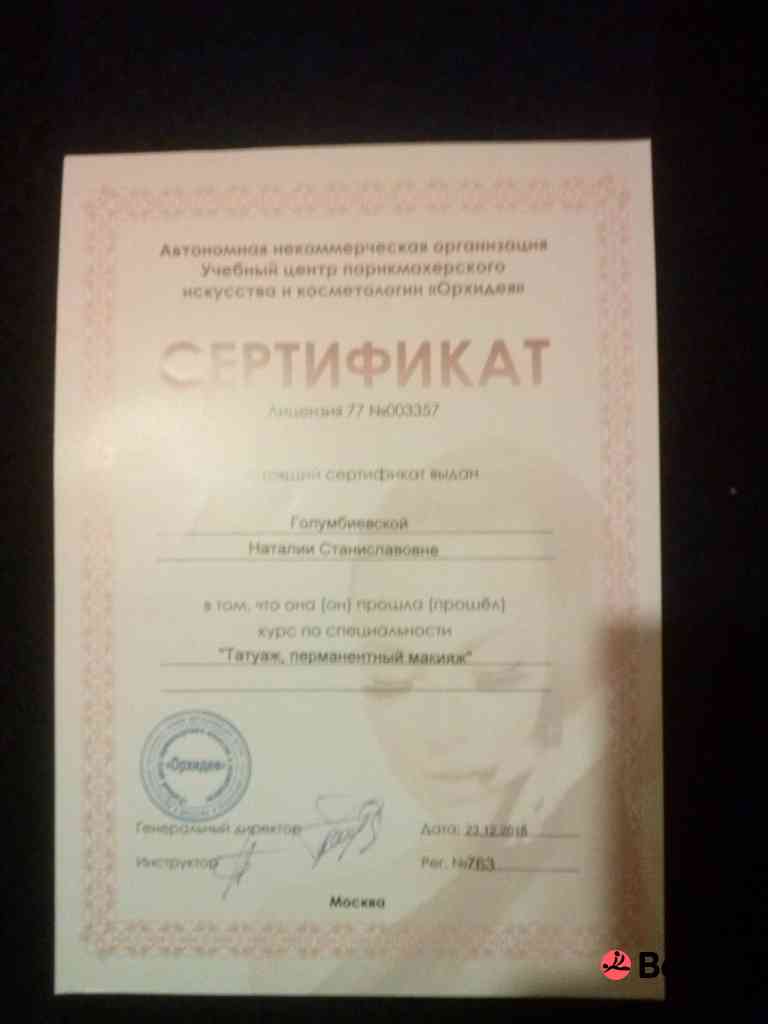 Автономная некоммерческая организация
Учебный центр парикмахерского
искусства и косметологии «Орхидея»
СЕРТИФИКАТ
Лицензия 77 №003357
сертификат выдан
Голумбиевской
Наталии Станиславовне
в том, что она (он) прошла (прошёл)
курс по специальности
"Татуаж, перманентный макияж"
«Орхидея»
Генеральный директор
Дата: 23.12.2015
Инструктор
Рег. №763
Москва